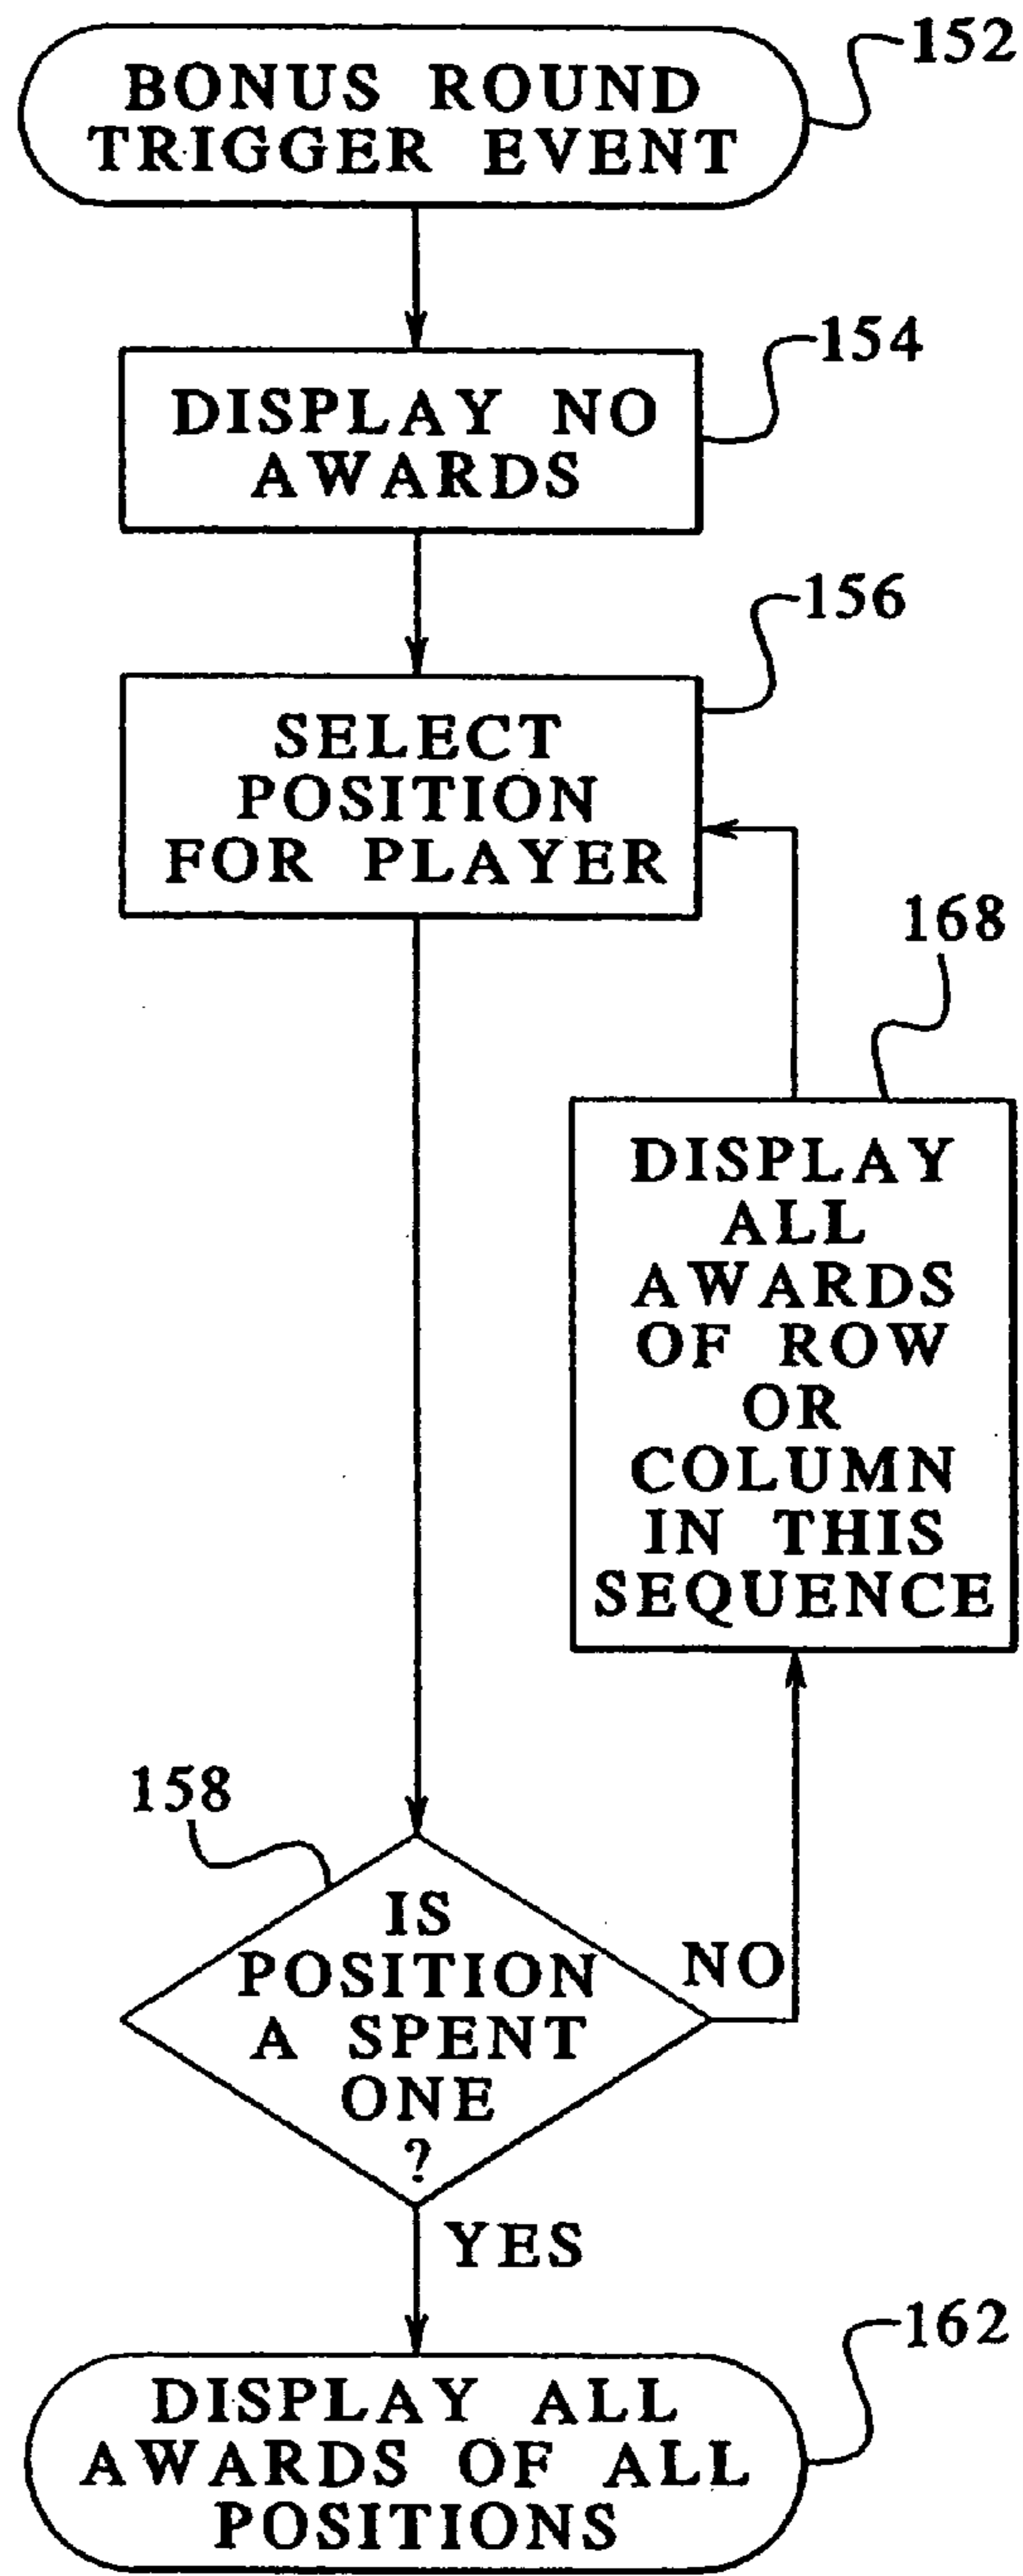 152
BONUS ROUND
TRIGGER EVENT
154
DISPLAY NO
AWARDS
156
SELECT
POSITION
FOR PLAYER
168
DISPLAY
ALL
AWARDS
OF ROW
OR
COLUMN
IN THIS
SEQUENCE
158
IS
POSITION
A SPENT
ONE
?
NO
YES
162
DISPLAY ALL
AWARDS OF ALL
POSITIONS